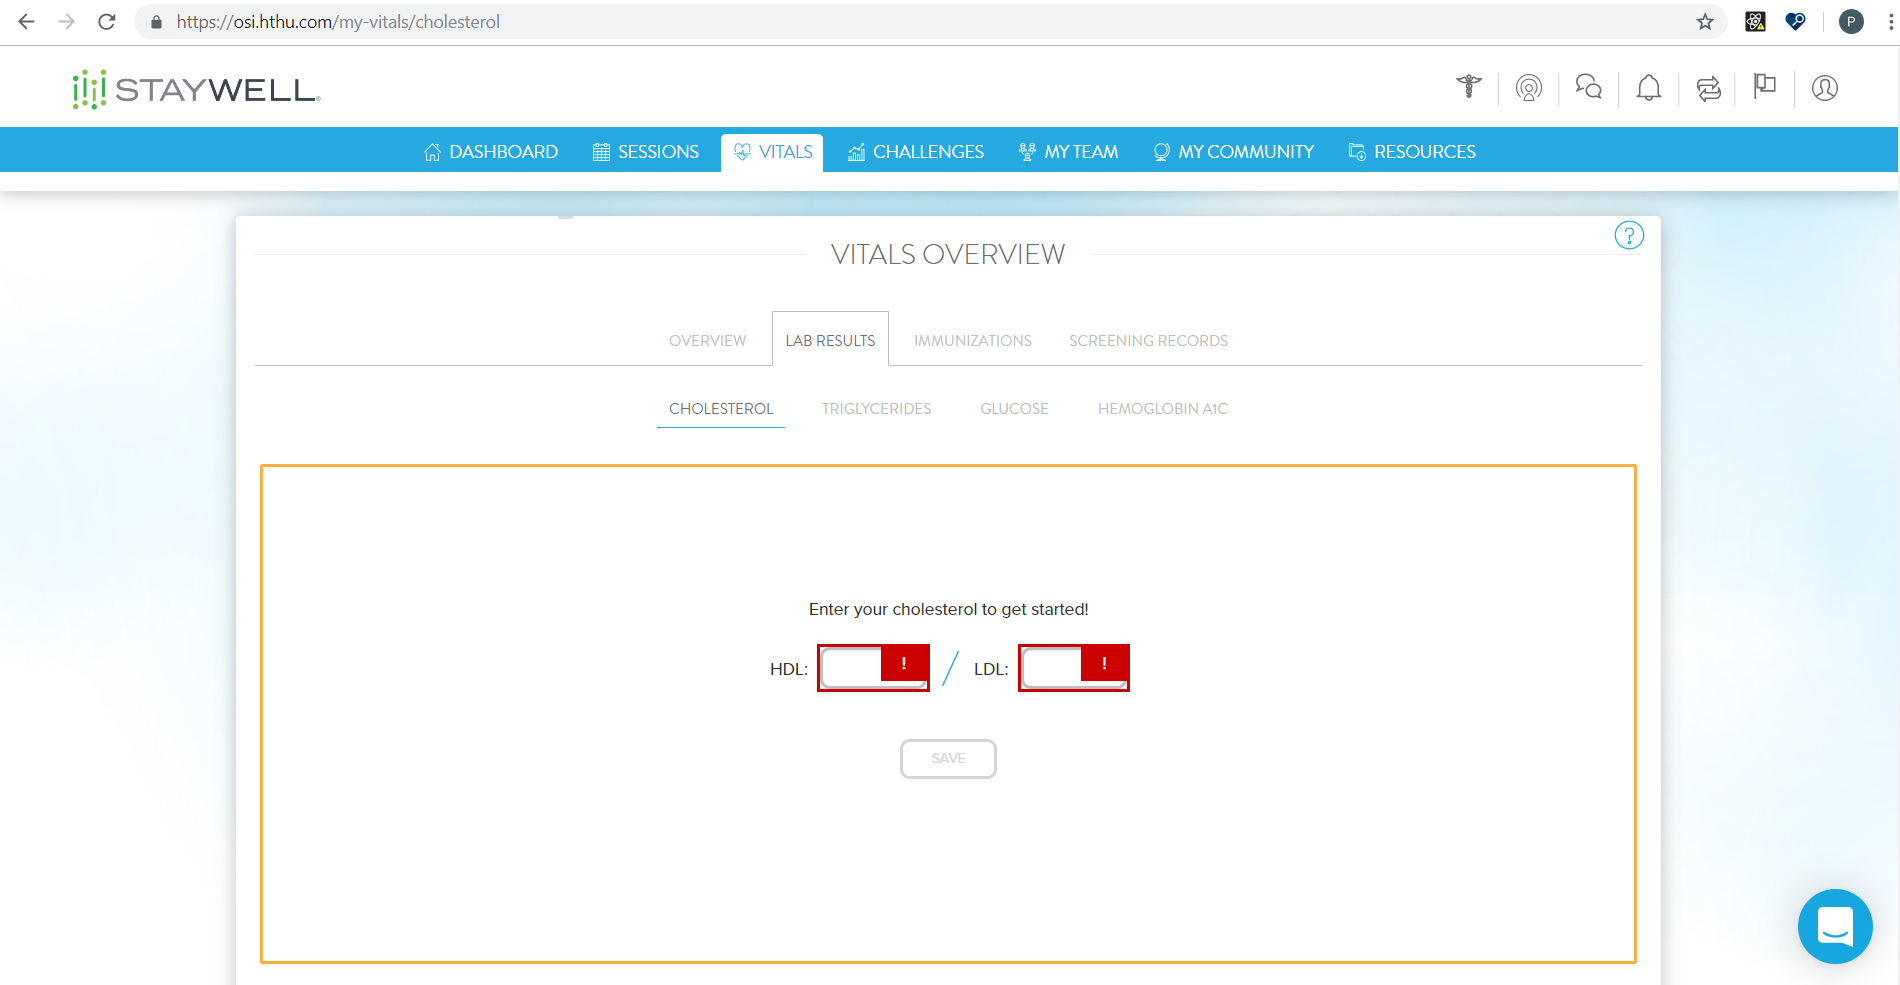 https://osi.hthu.com/my-vitals/cholesterol
P
STAYWELL®
DASHBOARD SESSIONS VITALS CHALLENGES MY TEAM MY COMMUNITY RESOURCES
?
VITALS OVERVIEW
OVERVIEW LAB RESULTS IMMUNIZATIONS SCREENING RECORDS
CHOLESTEROL TRIGLYCERIDES GLUCOSE HEMOGLOBIN A1C
Enter your cholesterol to get started!
HDL: ! / LDL: !
SAVE